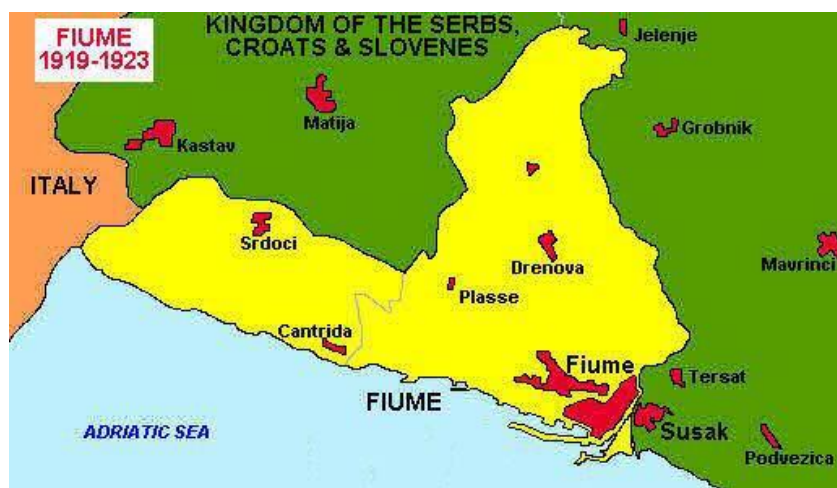 FIUME
1919-1923
KINGDOM OF THE SERBS,
CROATS & SLOVENES
Jelenje
Matija
Grobnik
Kastav
ITALY
Srdoci
Drenova
Mavrinci
Plasse
Cantrida
Fiume
Tersat
FIUME
Susak
ADRIATIC SEA
Podvezica